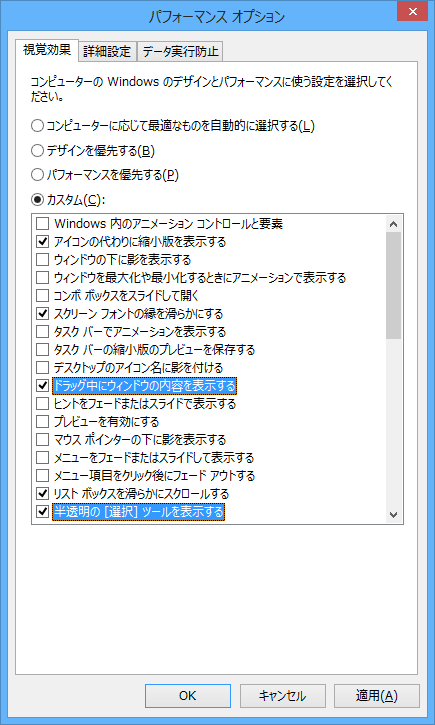 パフォーマンス オプション
視覚効果 詳細設定 データ実行防止
コンピューターの Windows のデザインとパフォーマンスに使う設定を選択してく
ださい。
コンピューターに応じて最適なものを自動的に選択する(L)
デザインを優先する(B)
パフォーマンスを優先する(P)
カスタム(C):
Windows 内のアニメーション コントロールと要素
アイコンの代わりに縮小版を表示する
ウィンドウの下に影を表示する
ウィンドウを最大化や最小化するときにアニメーションで表示する
コンボ ボックスをスライドして開く
スクリーン フォントの縁を滑らかにする
タスク バーでアニメーションを表示する
タスク バーの縮小版のプレビューを保存する
デスクトップのアイコン名に影を付ける
ドラッグ中にウィンドウの内容を表示する
ヒントをフェードまたはスライドで表示する
プレビューを有効にする
マウス ポインターの下に影を表示する
メニューをフェードまたはスライドして表示する
メニュー項目をクリック後にフェード アウトする
リスト ボックスを滑らかにスクロールする
半透明の [選択] ツールを表示する
OK キャンセル 適用(A)